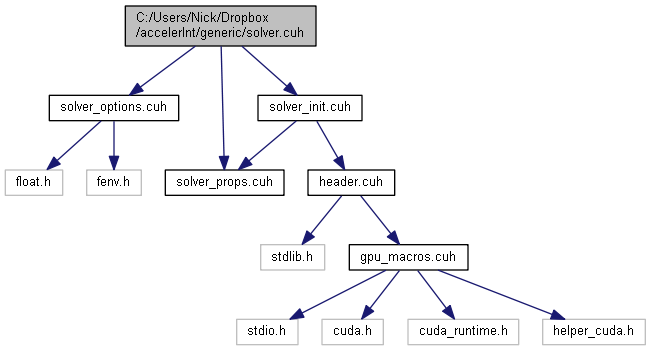 C:/Users/Nick/Dropbox
/accelerInt/generic/solver.cuh
solver_options.cuh
solver_init.cuh
float.h
fenv.h
solver_props.cuh
header.cuh
stdlib.h
gpu_macros.cuh
stdio.h
cuda.h
cuda_runtime.h
helper_cuda.h